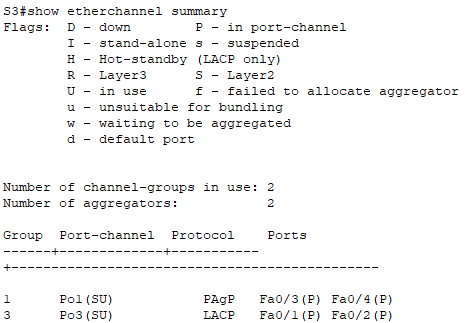 S3#show etherchannel summary
Flags:  D - down        P - in port-channel
        I - stand-alone s - suspended
        H - Hot-standby (LACP only)
        R - Layer3      S - Layer2
        U - in use      f - failed to allocate aggregator
        u - unsuitable for bundling
        w - waiting to be aggregated
        d - default port
Number of channel-groups in use: 2
Number of aggregators:           2
Group  Port-channel  Protocol    Ports
------+-------------+-----------
+---------------------------------------------
1      Po1(SU)           PAgP   Fa0/3(P) Fa0/4(P)
3      Po3(SU)           LACP   Fa0/1(P) Fa0/2(P)